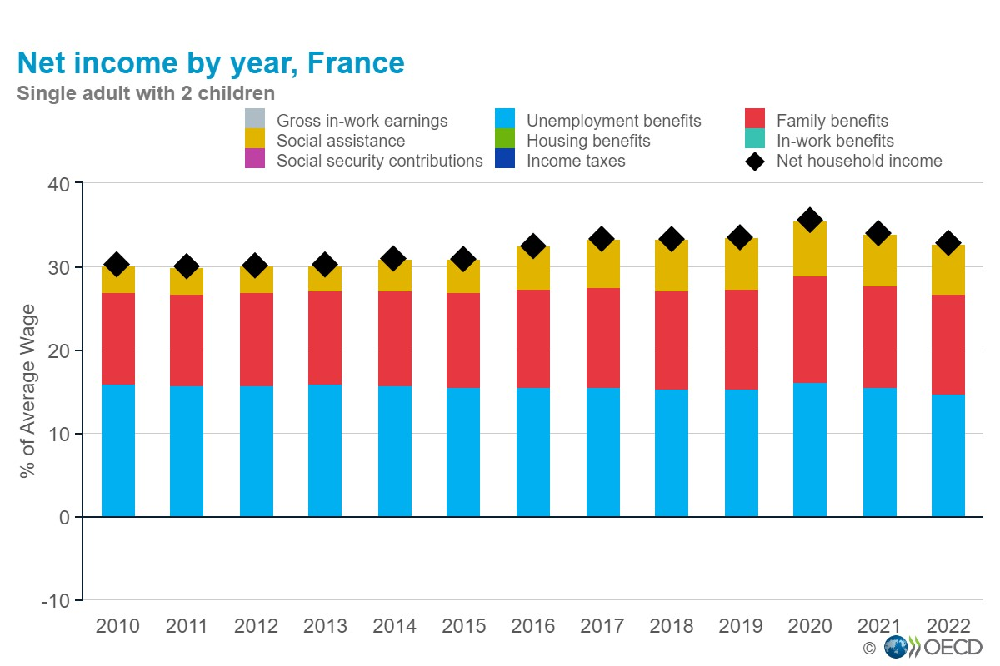 Net income by year, France
Single adult with 2 children
Gross in-work earnings Unemployment benefits Family benefits
Social assistance Housing benefits In-work benefits
Social security contributions Income taxes Net household income
40
30
20
10
0
-10
% of Average Wage
2010 2011 2012 2013 2014 2015 2016 2017 2018 2019 2020 2021 2022
© OECD